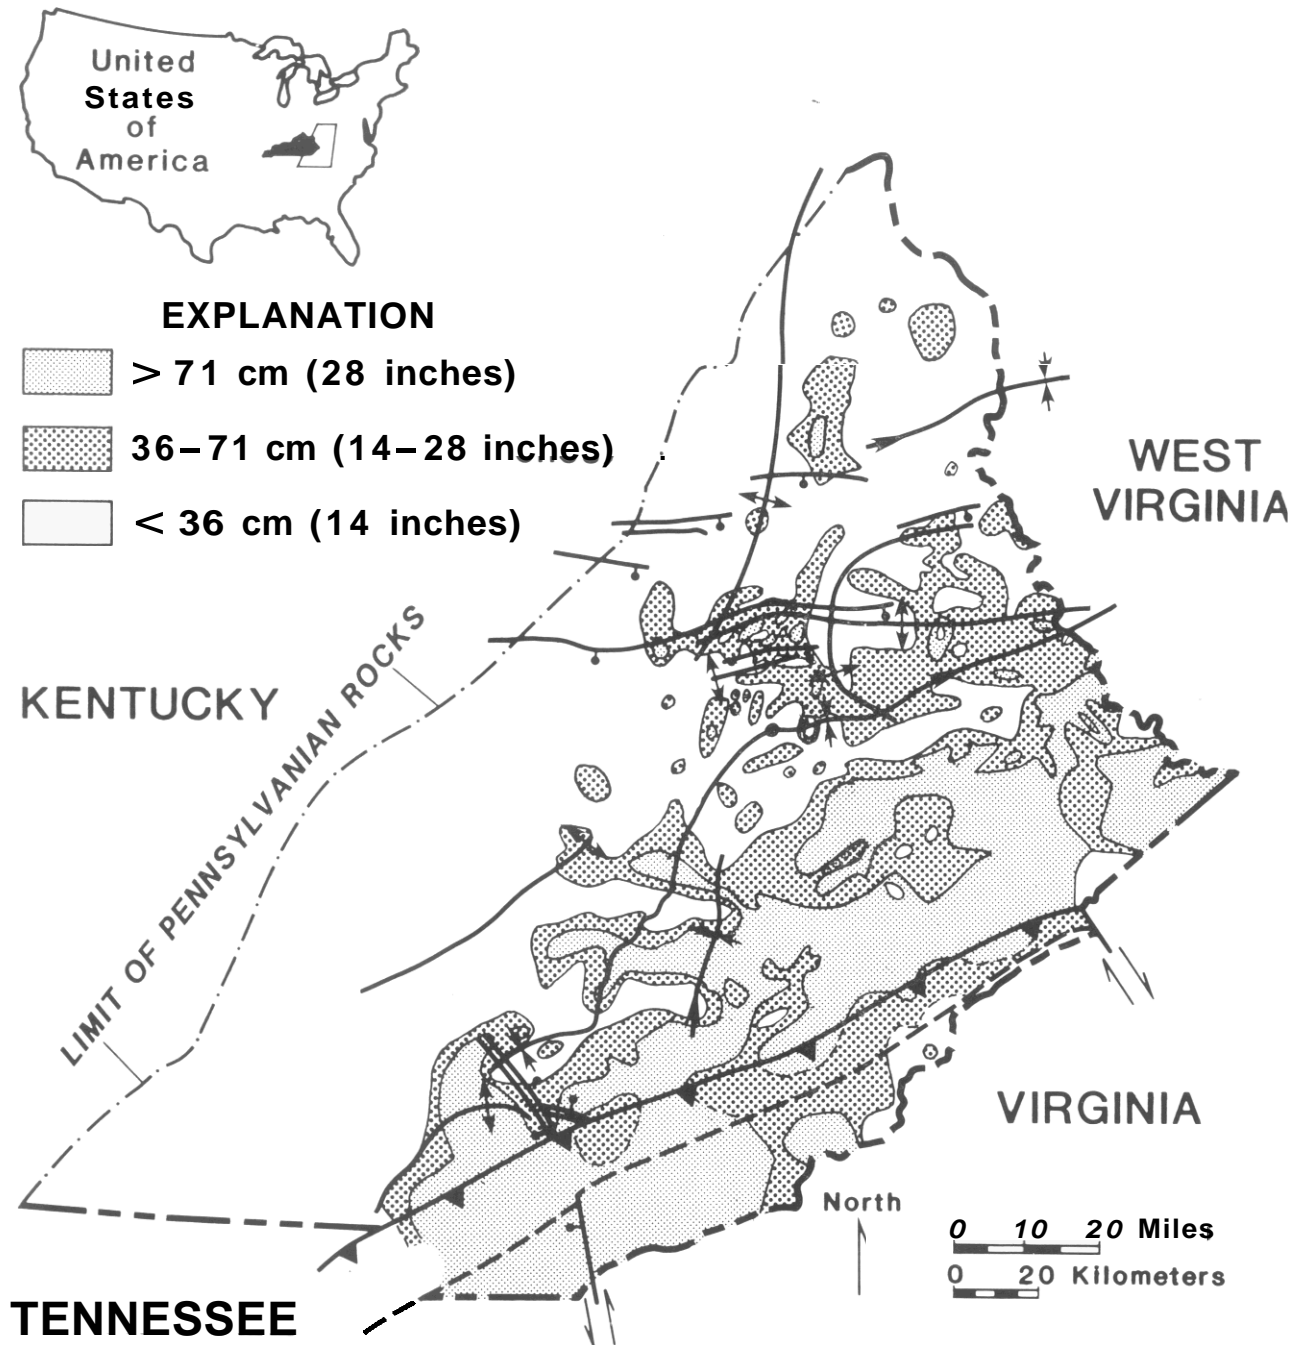 United
States
of
America
EXPLANATION
> 71 cm (28 inches)
36–71 cm (14–28 inches)
< 36 cm (14 inches)
WEST
VIRGINIA
KENTUCKY
LIMIT OF PENNSYLVANIAN ROCKS
VIRGINIA
North
0 10 20 Miles
0 20 Kilometers
TENNESSEE